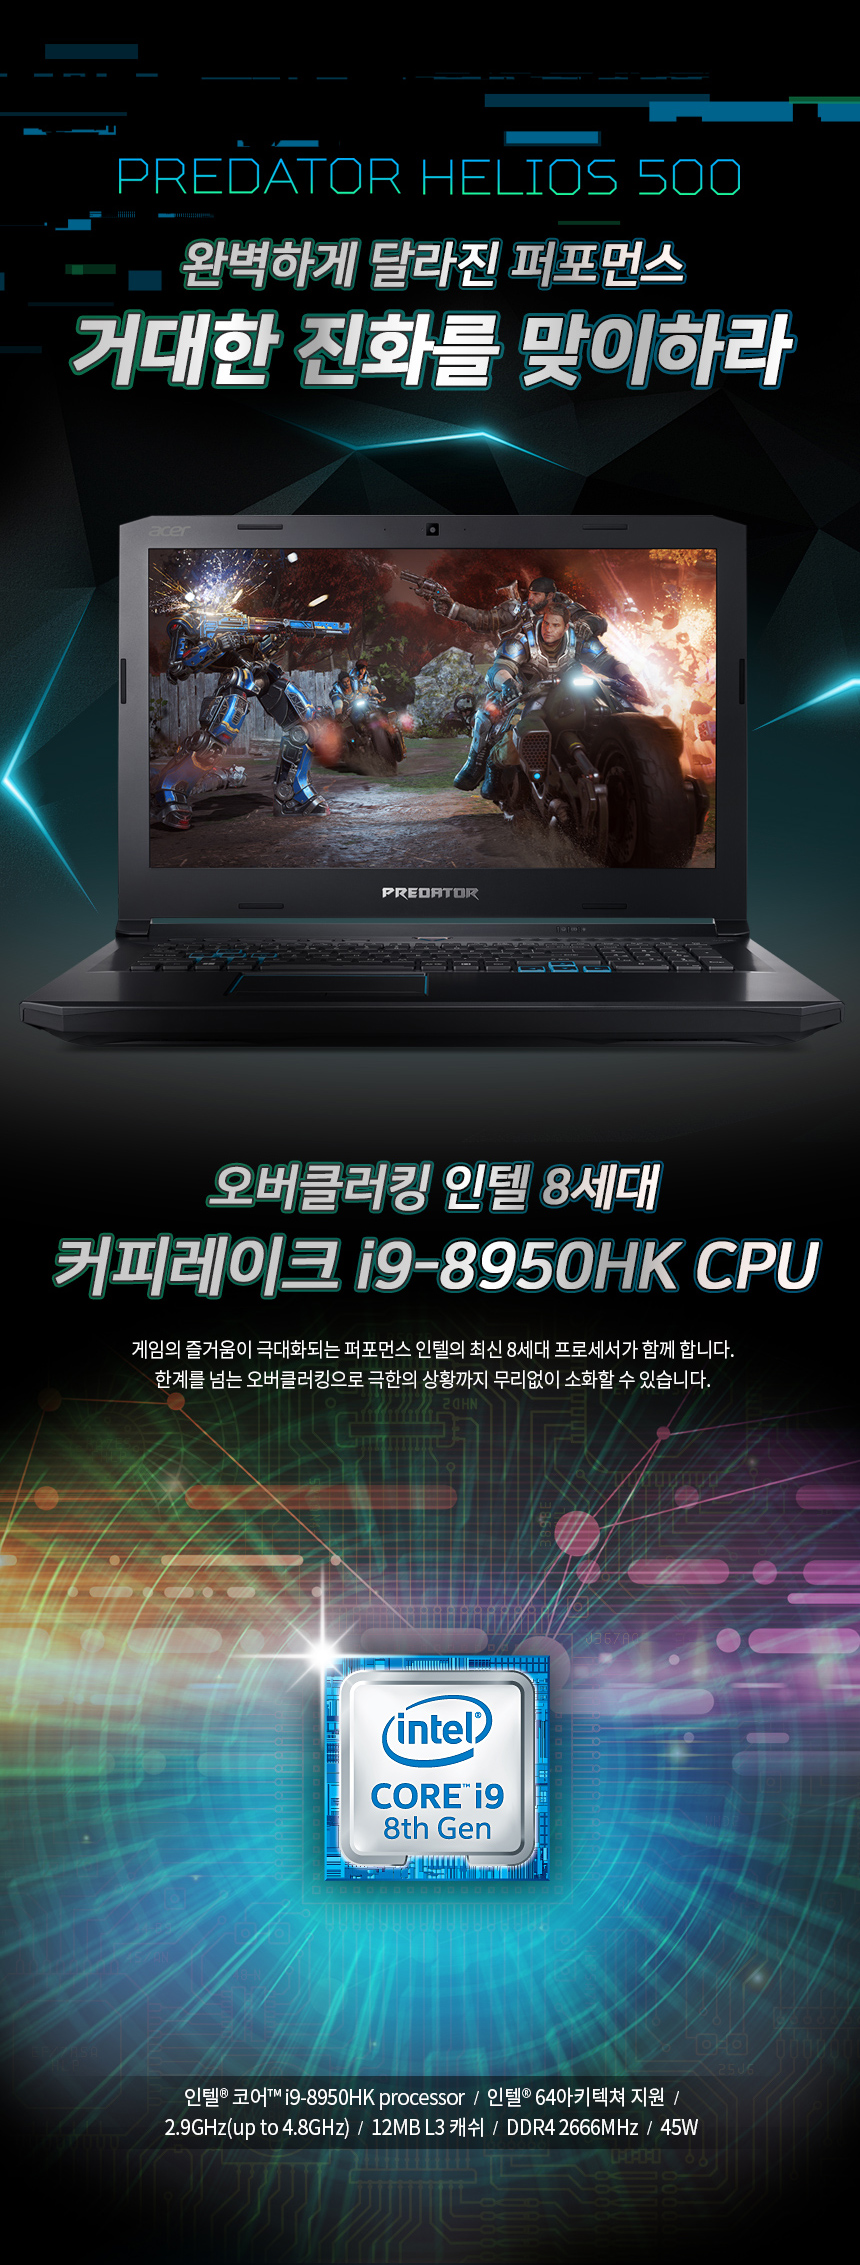 PREDATOR HELIOS 500
완벽하게 달라진 퍼포먼스
거대한 진화를 맞이하라
acer
PREDATOR
오버클러킹 인텔 8세대
커피레이크 i9-8950HK CPU
게임의 즐거움이 극대화되는 퍼포먼스 인텔의 최신 8세대 프로세서가 함께 합니다.
한계를 넘는 오버클러킹으로 극한의 상황까지 무리없이 소화할 수 있습니다.
intel®
CORE™ i9
8th Gen
인텔® 코어™ i9-8950HK processor / 인텔® 64아키텍쳐 지원 /
2.9GHz(up to 4.8GHz) / 12MB L3 캐쉬 / DDR4 2666MHz / 45W